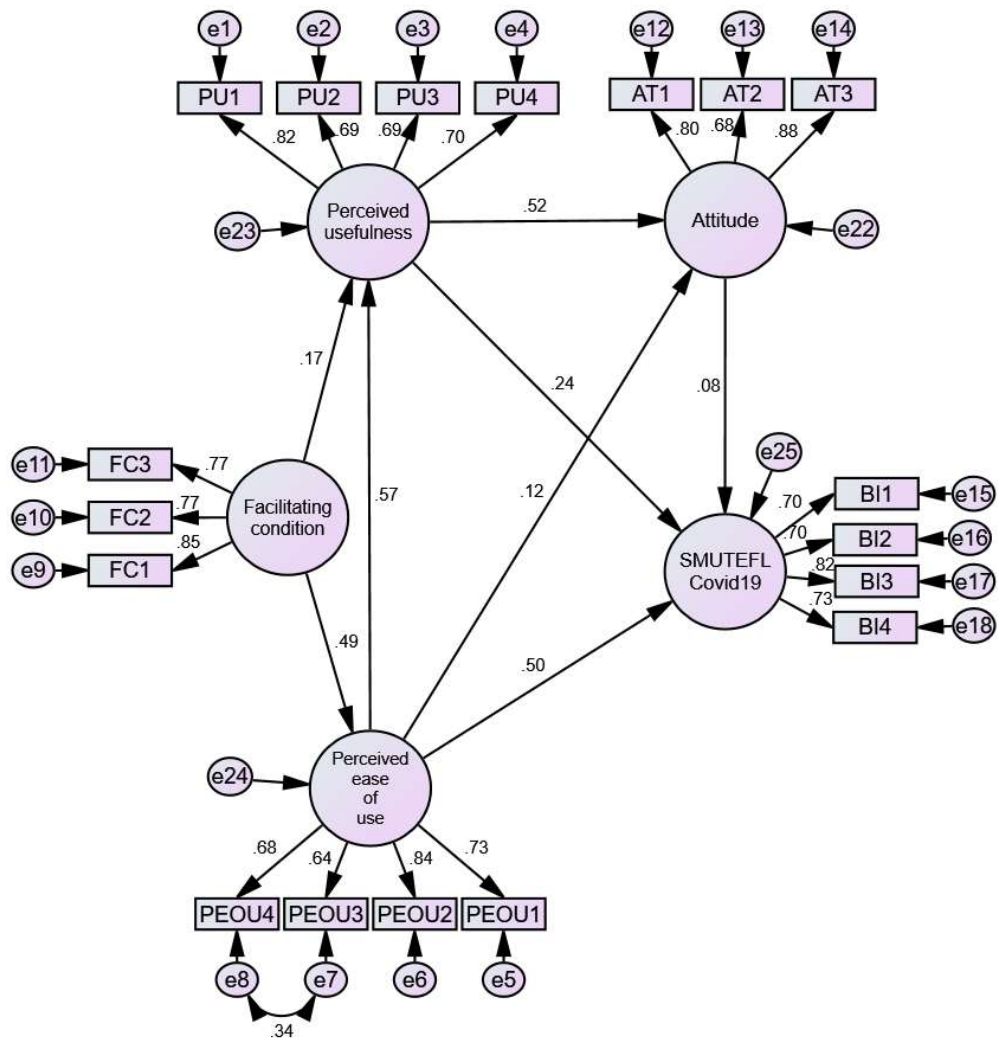 e1 e2 e3 e4 e12 e13 e14
PU1 PU2 PU3 PU4 AT1 AT2 AT3
.82 .69 .69 .70 .80 .68 .88
e23
Perceived
usefulness
.52
Attitude
e22
.17
.24
.08
e25
e11 FC3 .77
e10 FC2 .77
e9 FC1 .85
Facilitating
condition
.57
.12
SMUTEFL
Covid19
.70 BI1 e15
.70 BI2 e16
.82 BI3 e17
.73 BI4 e18
.49
.50
e24
Perceived
ease
of
use
.68 .64 .84 .73
PEOU4 PEOU3 PEOU2 PEOU1
e8 e7 e6 e5
.34